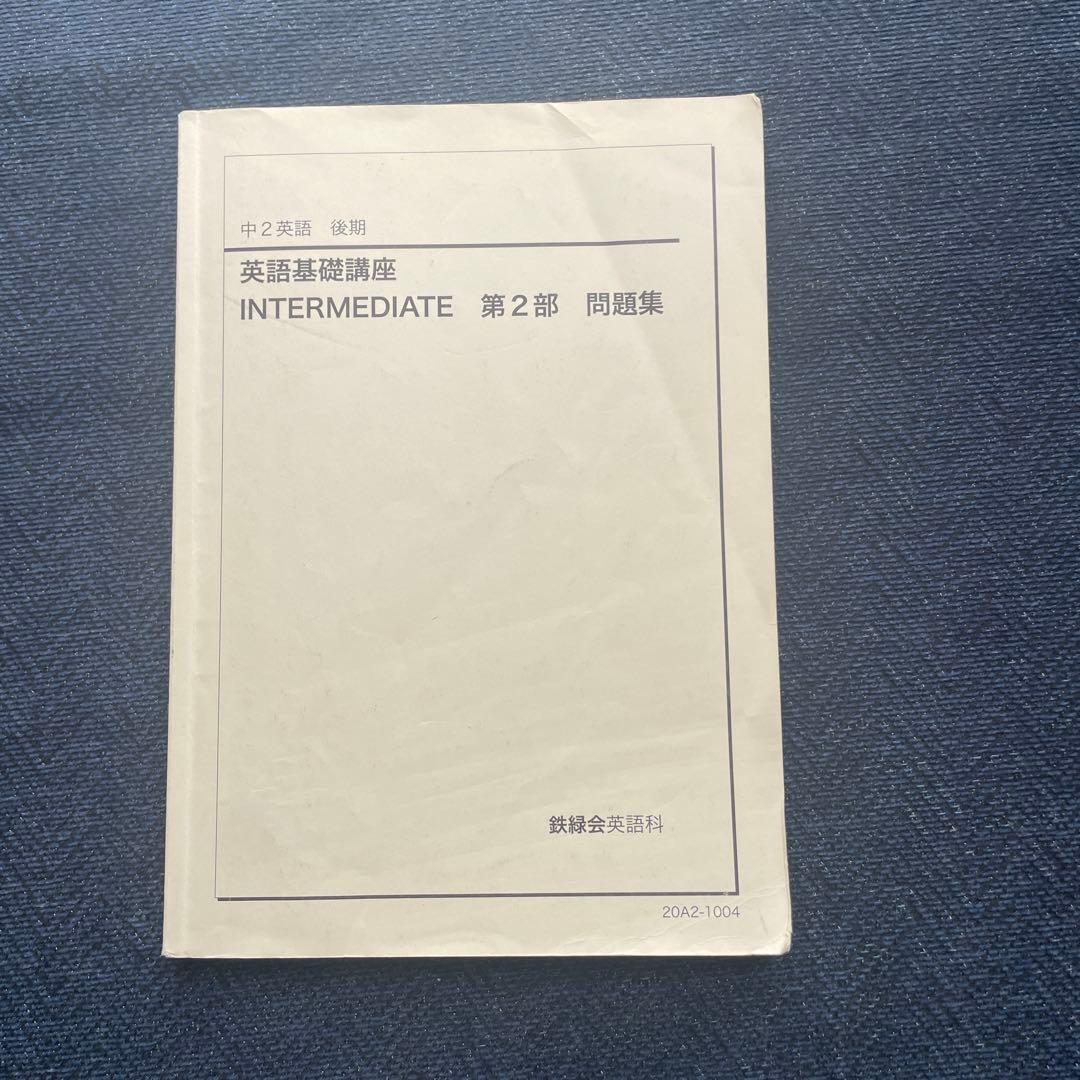 中２英語　後期
英語基礎講座
INTERMEDIATE　第２部　問題集
鉄緑会英語科
20A2-1004